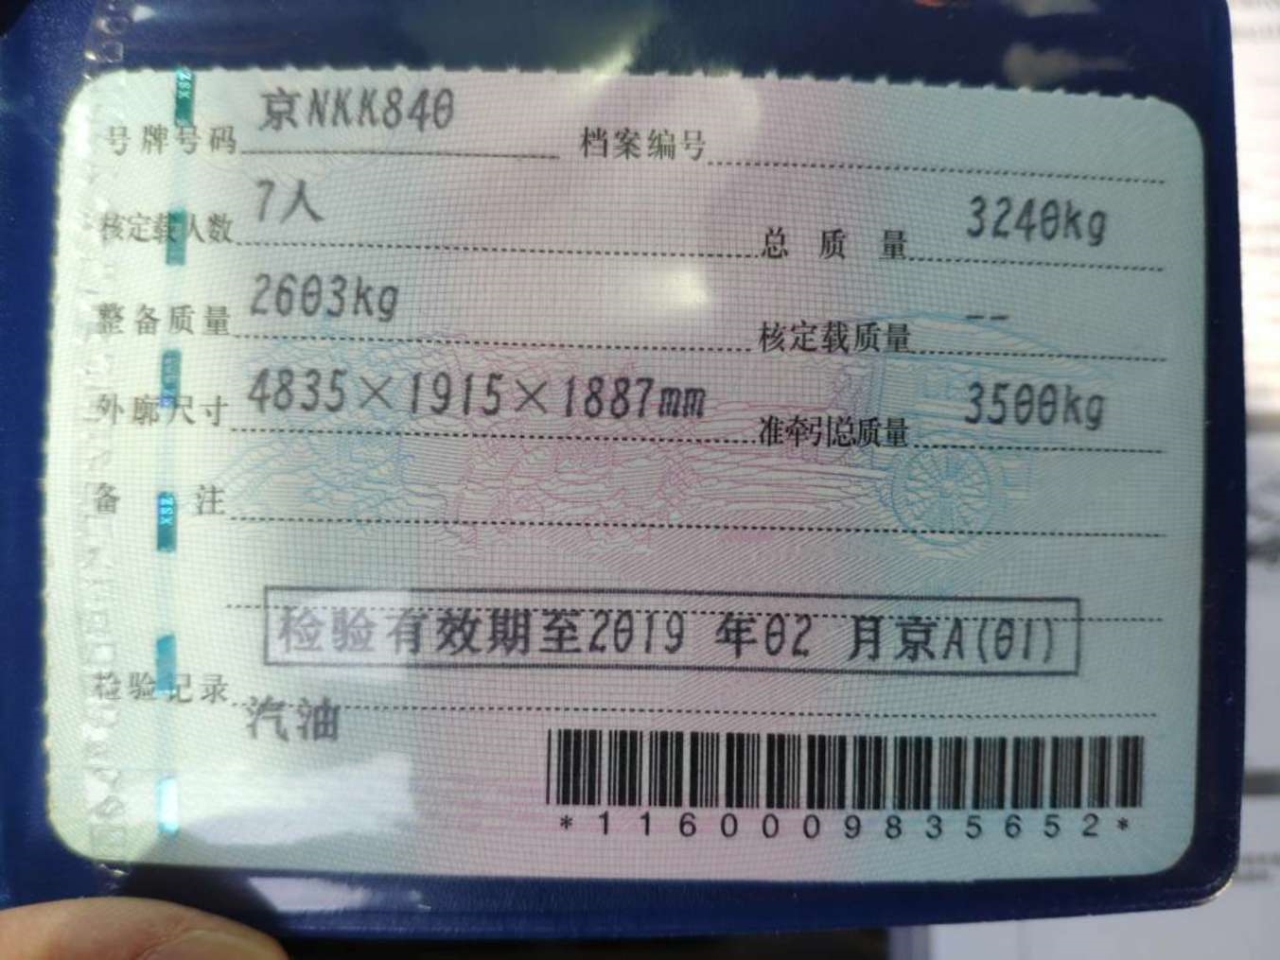 号牌号码 京NKK840 档案编号
核定载人数 7人 总质量 3240kg
整备质量 2603kg 核定载质量 --
外廓尺寸 4835×1915×1887mm 准牵引总质量 3500kg
备注
检验有效期至2019 年02 月京A(01)
检验记录
汽油
*1160009835652*